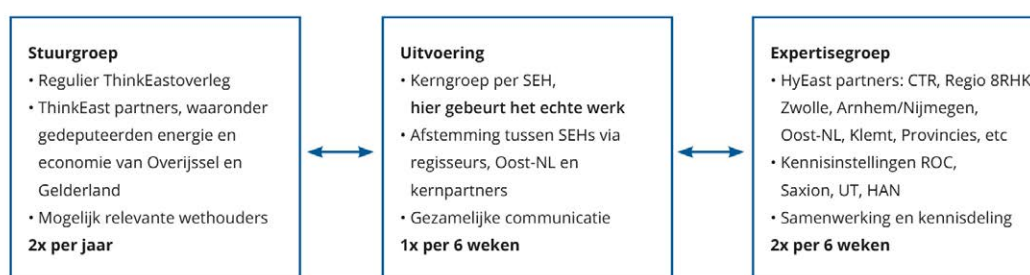 Stuurgroep
• Regulier ThinkEastoverleg
• ThinkEast partners, waaronder
gedeputeerden energie en
economie van Overijssel en
Gelderland
• Mogelijk relevante wethouders
2x per jaar
Uitvoering
• Kerngroep per SEH,
hier gebeurt het echte werk
• Afstemming tussen SEHs via
regisseurs, Oost-NL en
kernpartners
• Gezamelijke communicatie
1x per 6 weken
Expertisegroep
• HyEast partners: CTR, Regio 8RHK
Zwolle, Arnhem/Nijmegen,
Oost-NL, Klemt, Provincies, etc
• Kennisinstellingen ROC,
Saxion, UT, HAN
• Samenwerking en kennisdeling
2x per 6 weken